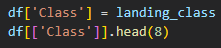 df['Class'] = landing_class
df[['Class']].head(8)